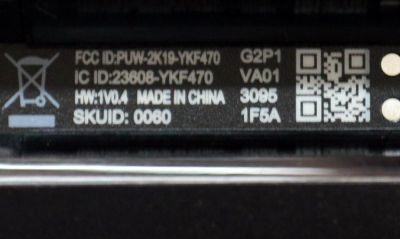 FCC ID:PUW-2K19-YKF470 G2P1
IC ID:23608-YKF470 VA01
HW:1V0.4 MADE IN CHINA 3095
SKUID: 0060 1F5A